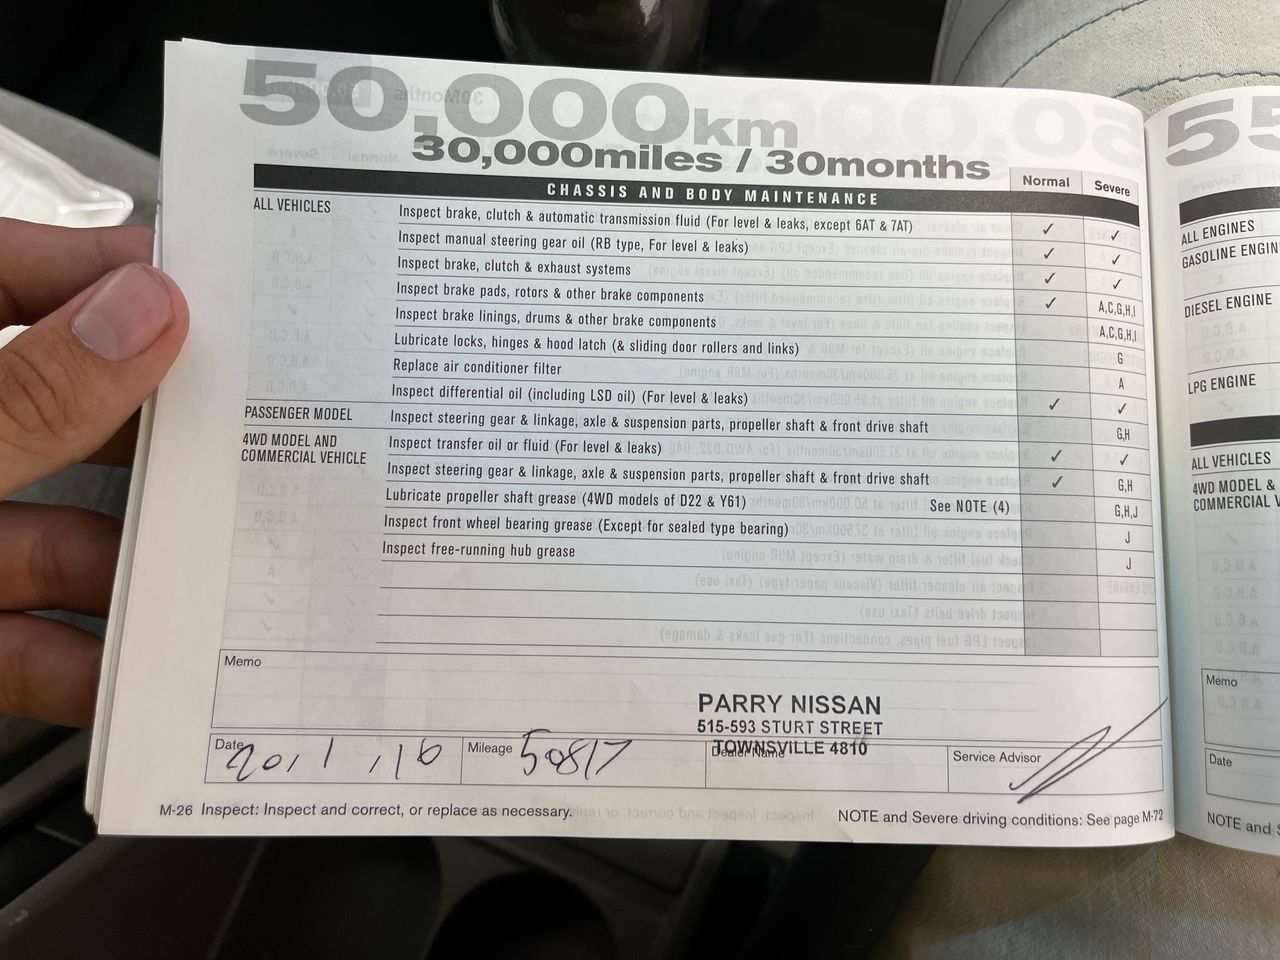 50,000km
30,000miles / 30months
Normal Severe
CHASSIS AND BODY MAINTENANCE
ALL VEHICLES Inspect brake, clutch & automatic transmission fluid (For level & leaks, except 6AT & 7AT) ✓ ✓
Inspect manual steering gear oil (RB type, For level & leaks) ✓ ✓
Inspect brake, clutch & exhaust systems ✓ ✓
Inspect brake pads, rotors & other brake components ✓ A,C,G,H,I
Inspect brake linings, drums & other brake components A,C,G,H,I
Lubricate locks, hinges & hood latch (& sliding door rollers and links) G
Replace air conditioner filter A
Inspect differential oil (including LSD oil) (For level & leaks) ✓ ✓
PASSENGER MODEL Inspect steering gear & linkage, axle & suspension parts, propeller shaft & front drive shaft G,H
4WD MODEL AND Inspect transfer oil or fluid (For level & leaks) ✓ ✓
COMMERCIAL VEHICLE Inspect steering gear & linkage, axle & suspension parts, propeller shaft & front drive shaft ✓ G,H
Lubricate propeller shaft grease (4WD models of D22 & Y61) See NOTE (4) G,H,J
Inspect front wheel bearing grease (Except for sealed type bearing) J
Inspect free-running hub grease J
Memo
PARRY NISSAN
515-593 STURT STREET
TOWNSVILLE 4810
Date 20/1/16 Mileage 50817 Dealer Name Service Advisor
M-26 Inspect: Inspect and correct, or replace as necessary. NOTE and Severe driving conditions: See page M-72
55
ALL ENGINES
GASOLINE ENGIN
DIESEL ENGINE
LPG ENGINE
ALL VEHICLES
4WD MODEL &
COMMERCIAL V
Memo
Date
NOTE and S